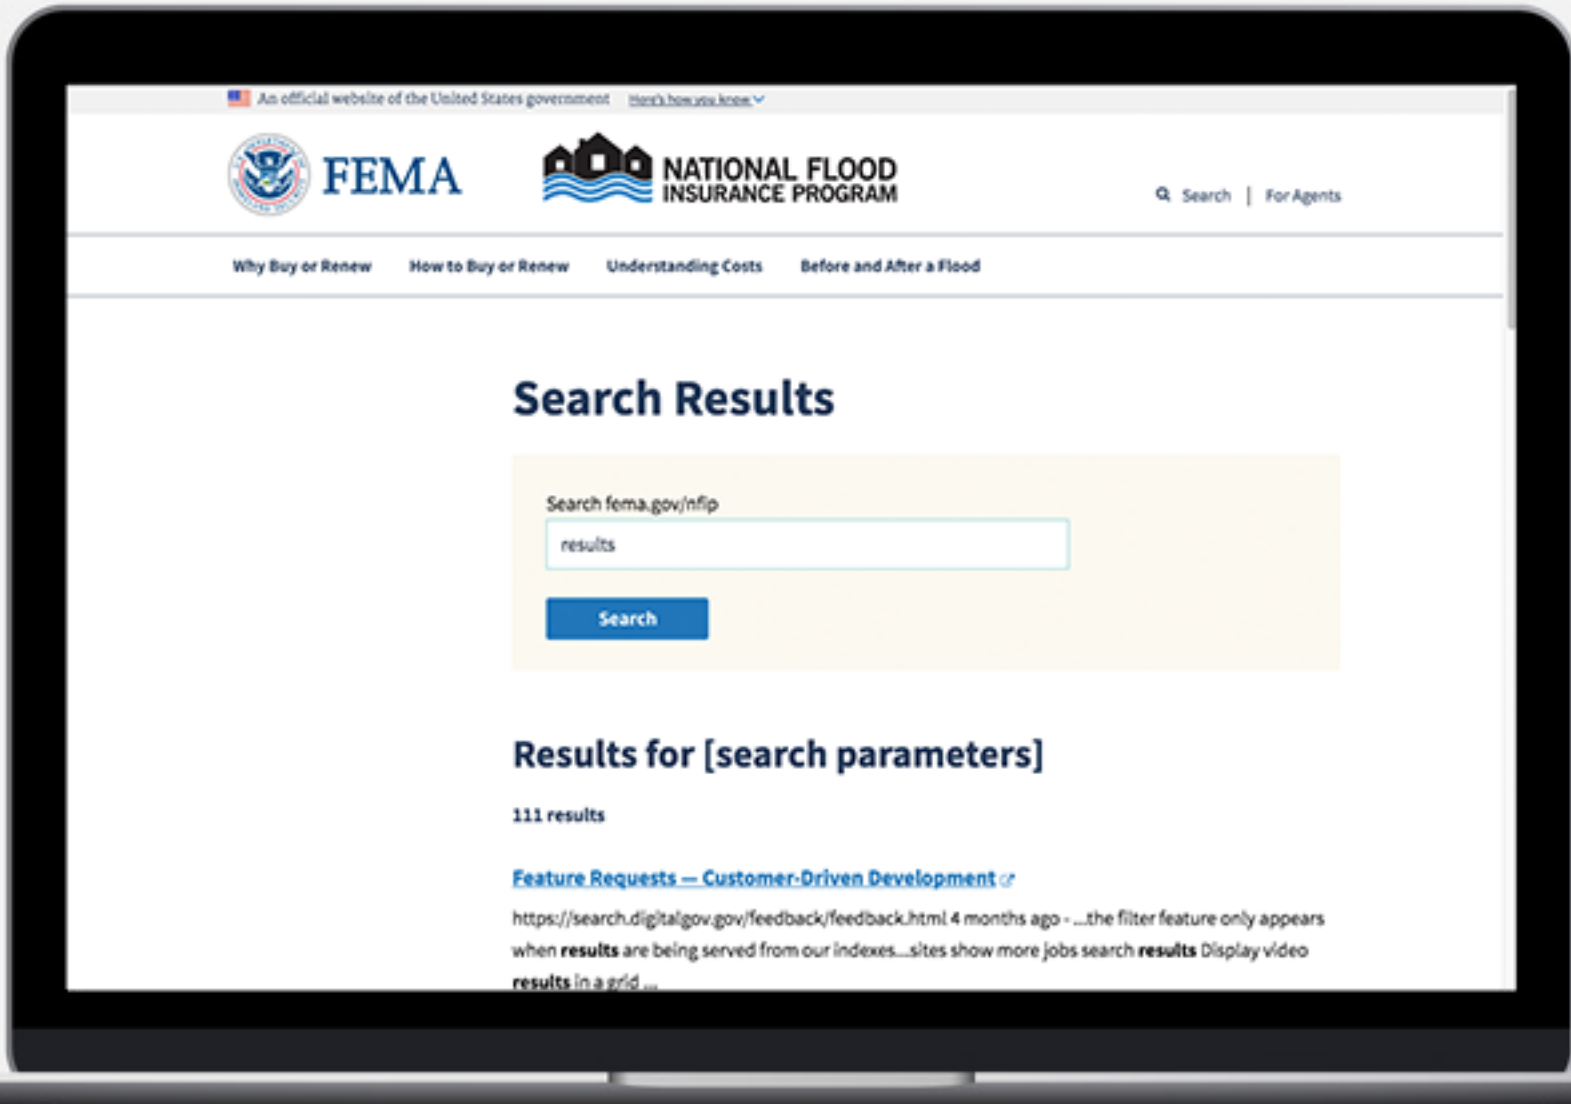 An official website of the United States government Here's how you know
FEMA
NATIONAL FLOOD
INSURANCE PROGRAM
Search | For Agents
Why Buy or Renew How to Buy or Renew Understanding Costs Before and After a Flood
Search Results
Search fema.gov/nfip
results
Search
Results for [search parameters]
111 results
Feature Requests — Customer-Driven Development
https://search.digitalgov.gov/feedback/feedback.html 4 months ago - ...the filter feature only appears
when results are being served from our indexes...sites show more jobs search results Display video
results in a grid ...